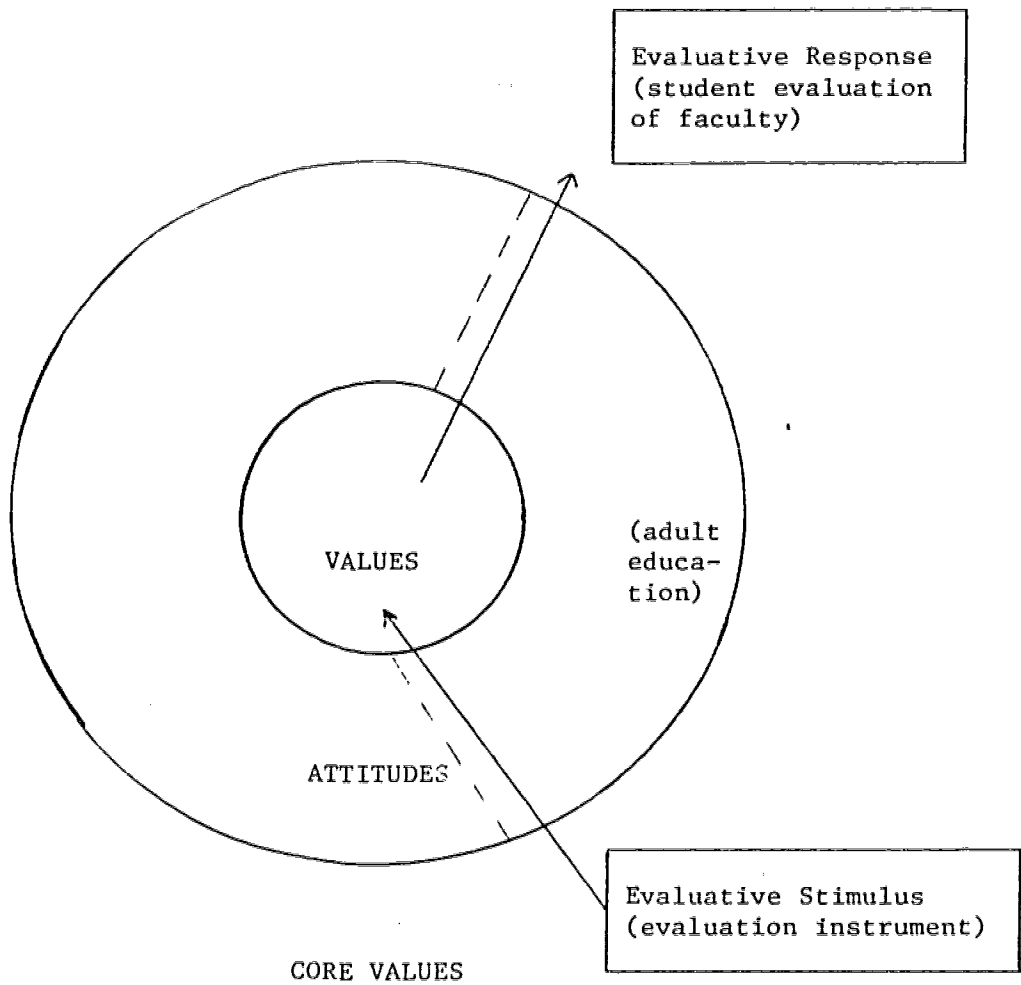 Evaluative Response
(student evaluation
of faculty)
(adult
educa-
tion)
VALUES
ATTITUDES
Evaluative Stimulus
(evaluation instrument)
CORE VALUES